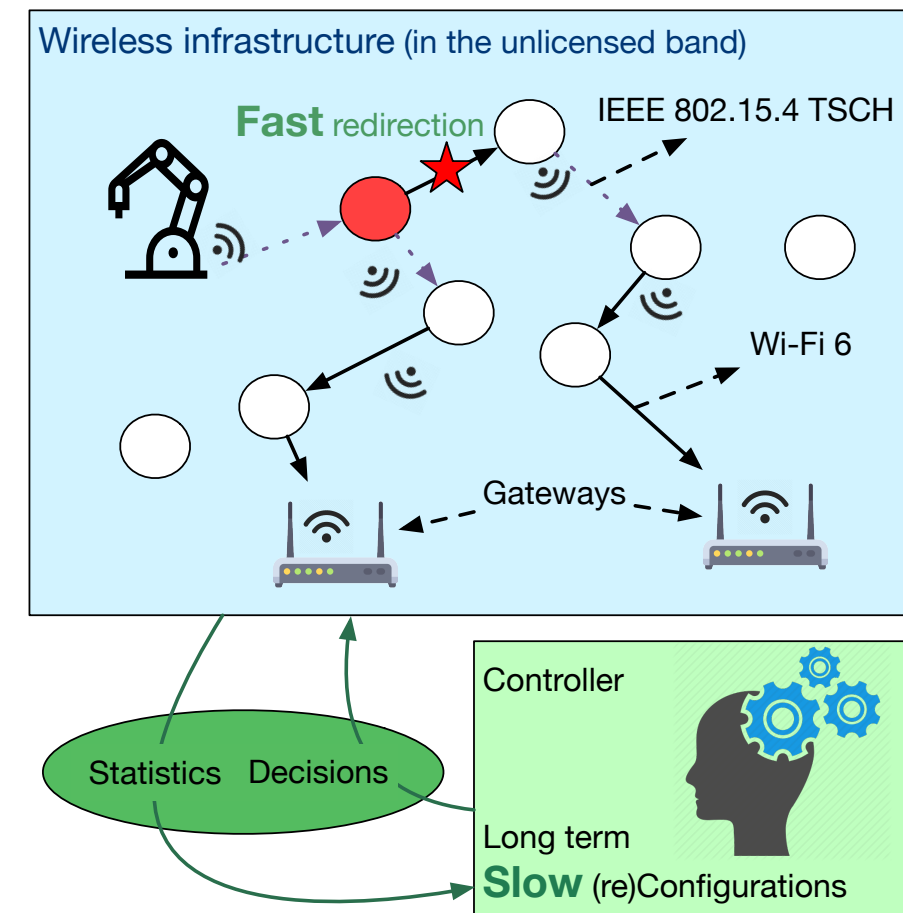 Wireless infrastructure (in the unlicensed band)
Fast redirection
IEEE 802.15.4 TSCH
Wi-Fi 6
Gateways
Controller
Statistics Decisions
Long term
Slow (re)Configurations